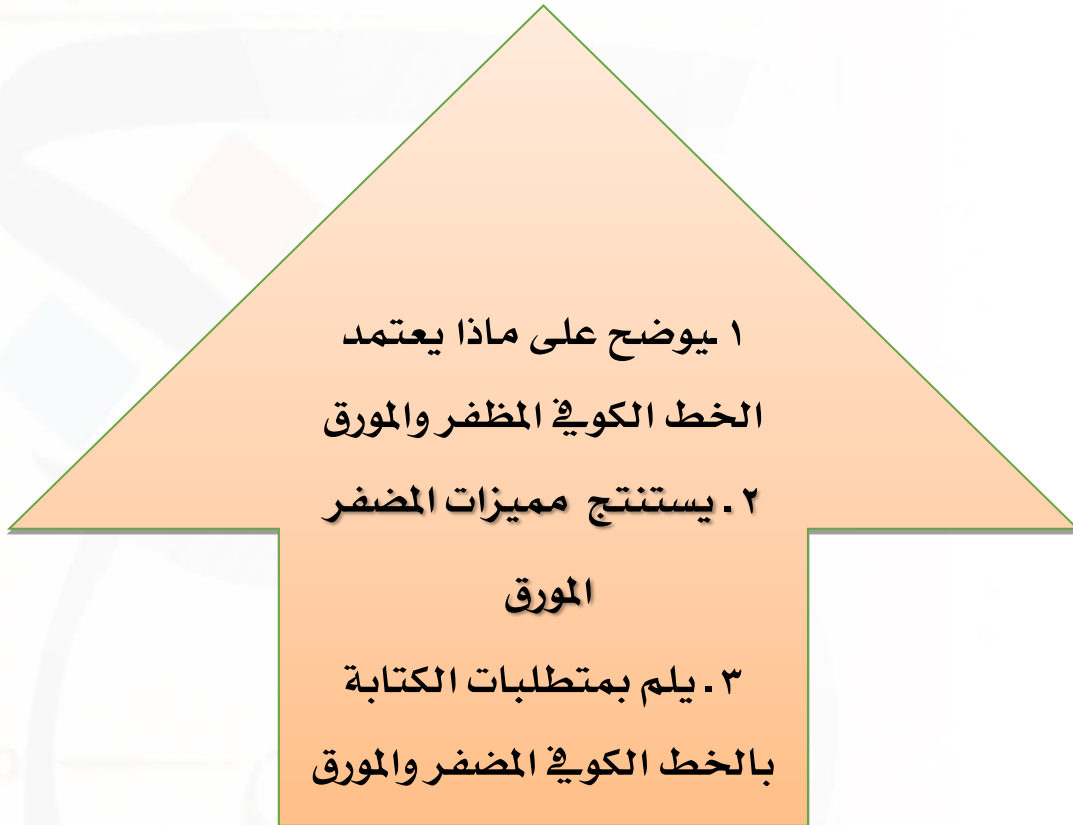 ١ ـيوضح على ماذا يعتمد
الخط الكوفي المظفر والمورق
٢. يستنتج مميزات المضفر
المورق
٣. يلم بمتطلبات الكتابة
بالخط الكوفي المضفر والمورق